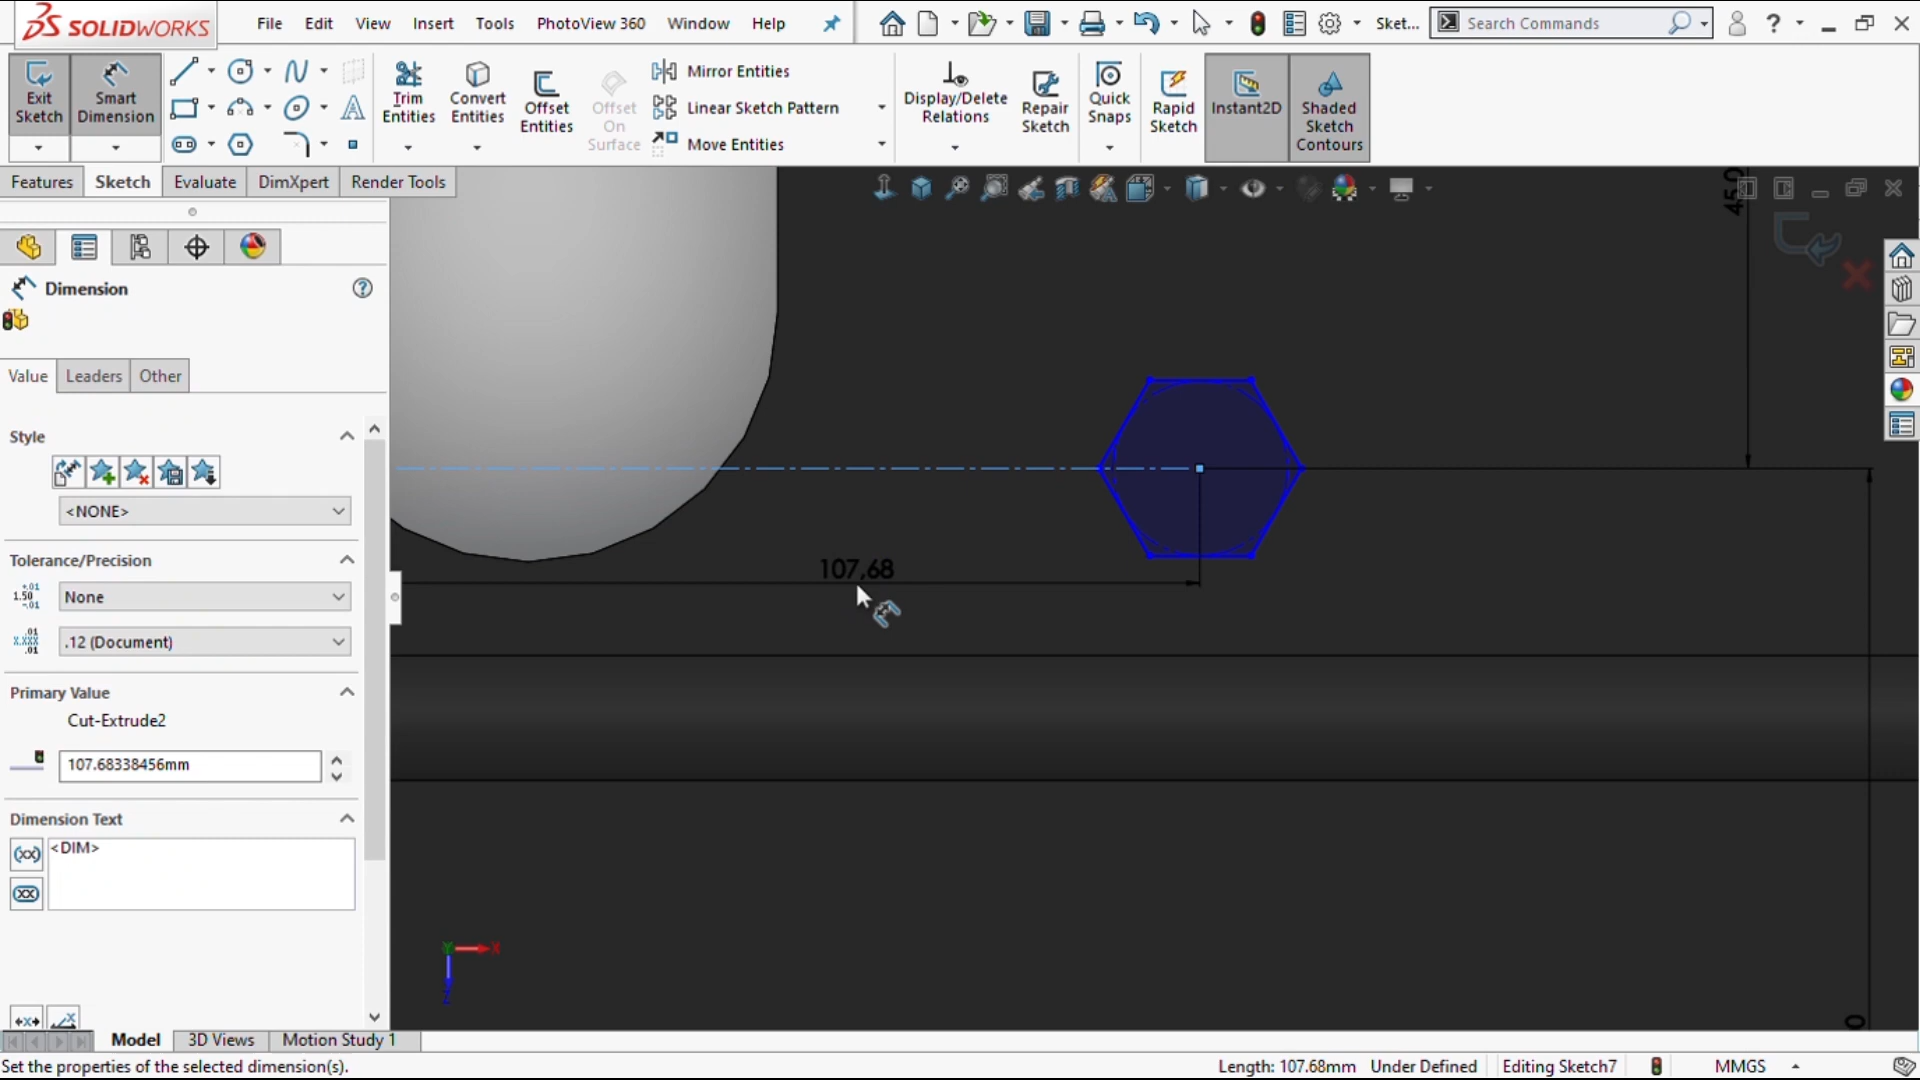 SOLIDWORKS
File Edit View Insert Tools PhotoView 360 Window Help
Sket...
Search Commands
?
Exit Sketch
Smart Dimension
Trim Entities
Convert Entities
Offset Entities
Offset On Surface
Mirror Entities
Linear Sketch Pattern
Move Entities
Display/Delete Relations
Repair Sketch
Quick Snaps
Rapid Sketch
Instant2D
Shaded Sketch Contours
Features Sketch Evaluate DimXpert Render Tools
45,0
Dimension
Value Leaders Other
Style
<NONE>
107,68
Tolerance/Precision
None
.12 (Document)
Primary Value
Cut-Extrude2
107.68338456mm
Dimension Text
<DIM>
Y X
Z
0
Model 3D Views Motion Study 1
Set the properties of the selected dimension(s).
Length: 107.68mm Under Defined Editing Sketch7 MMGS